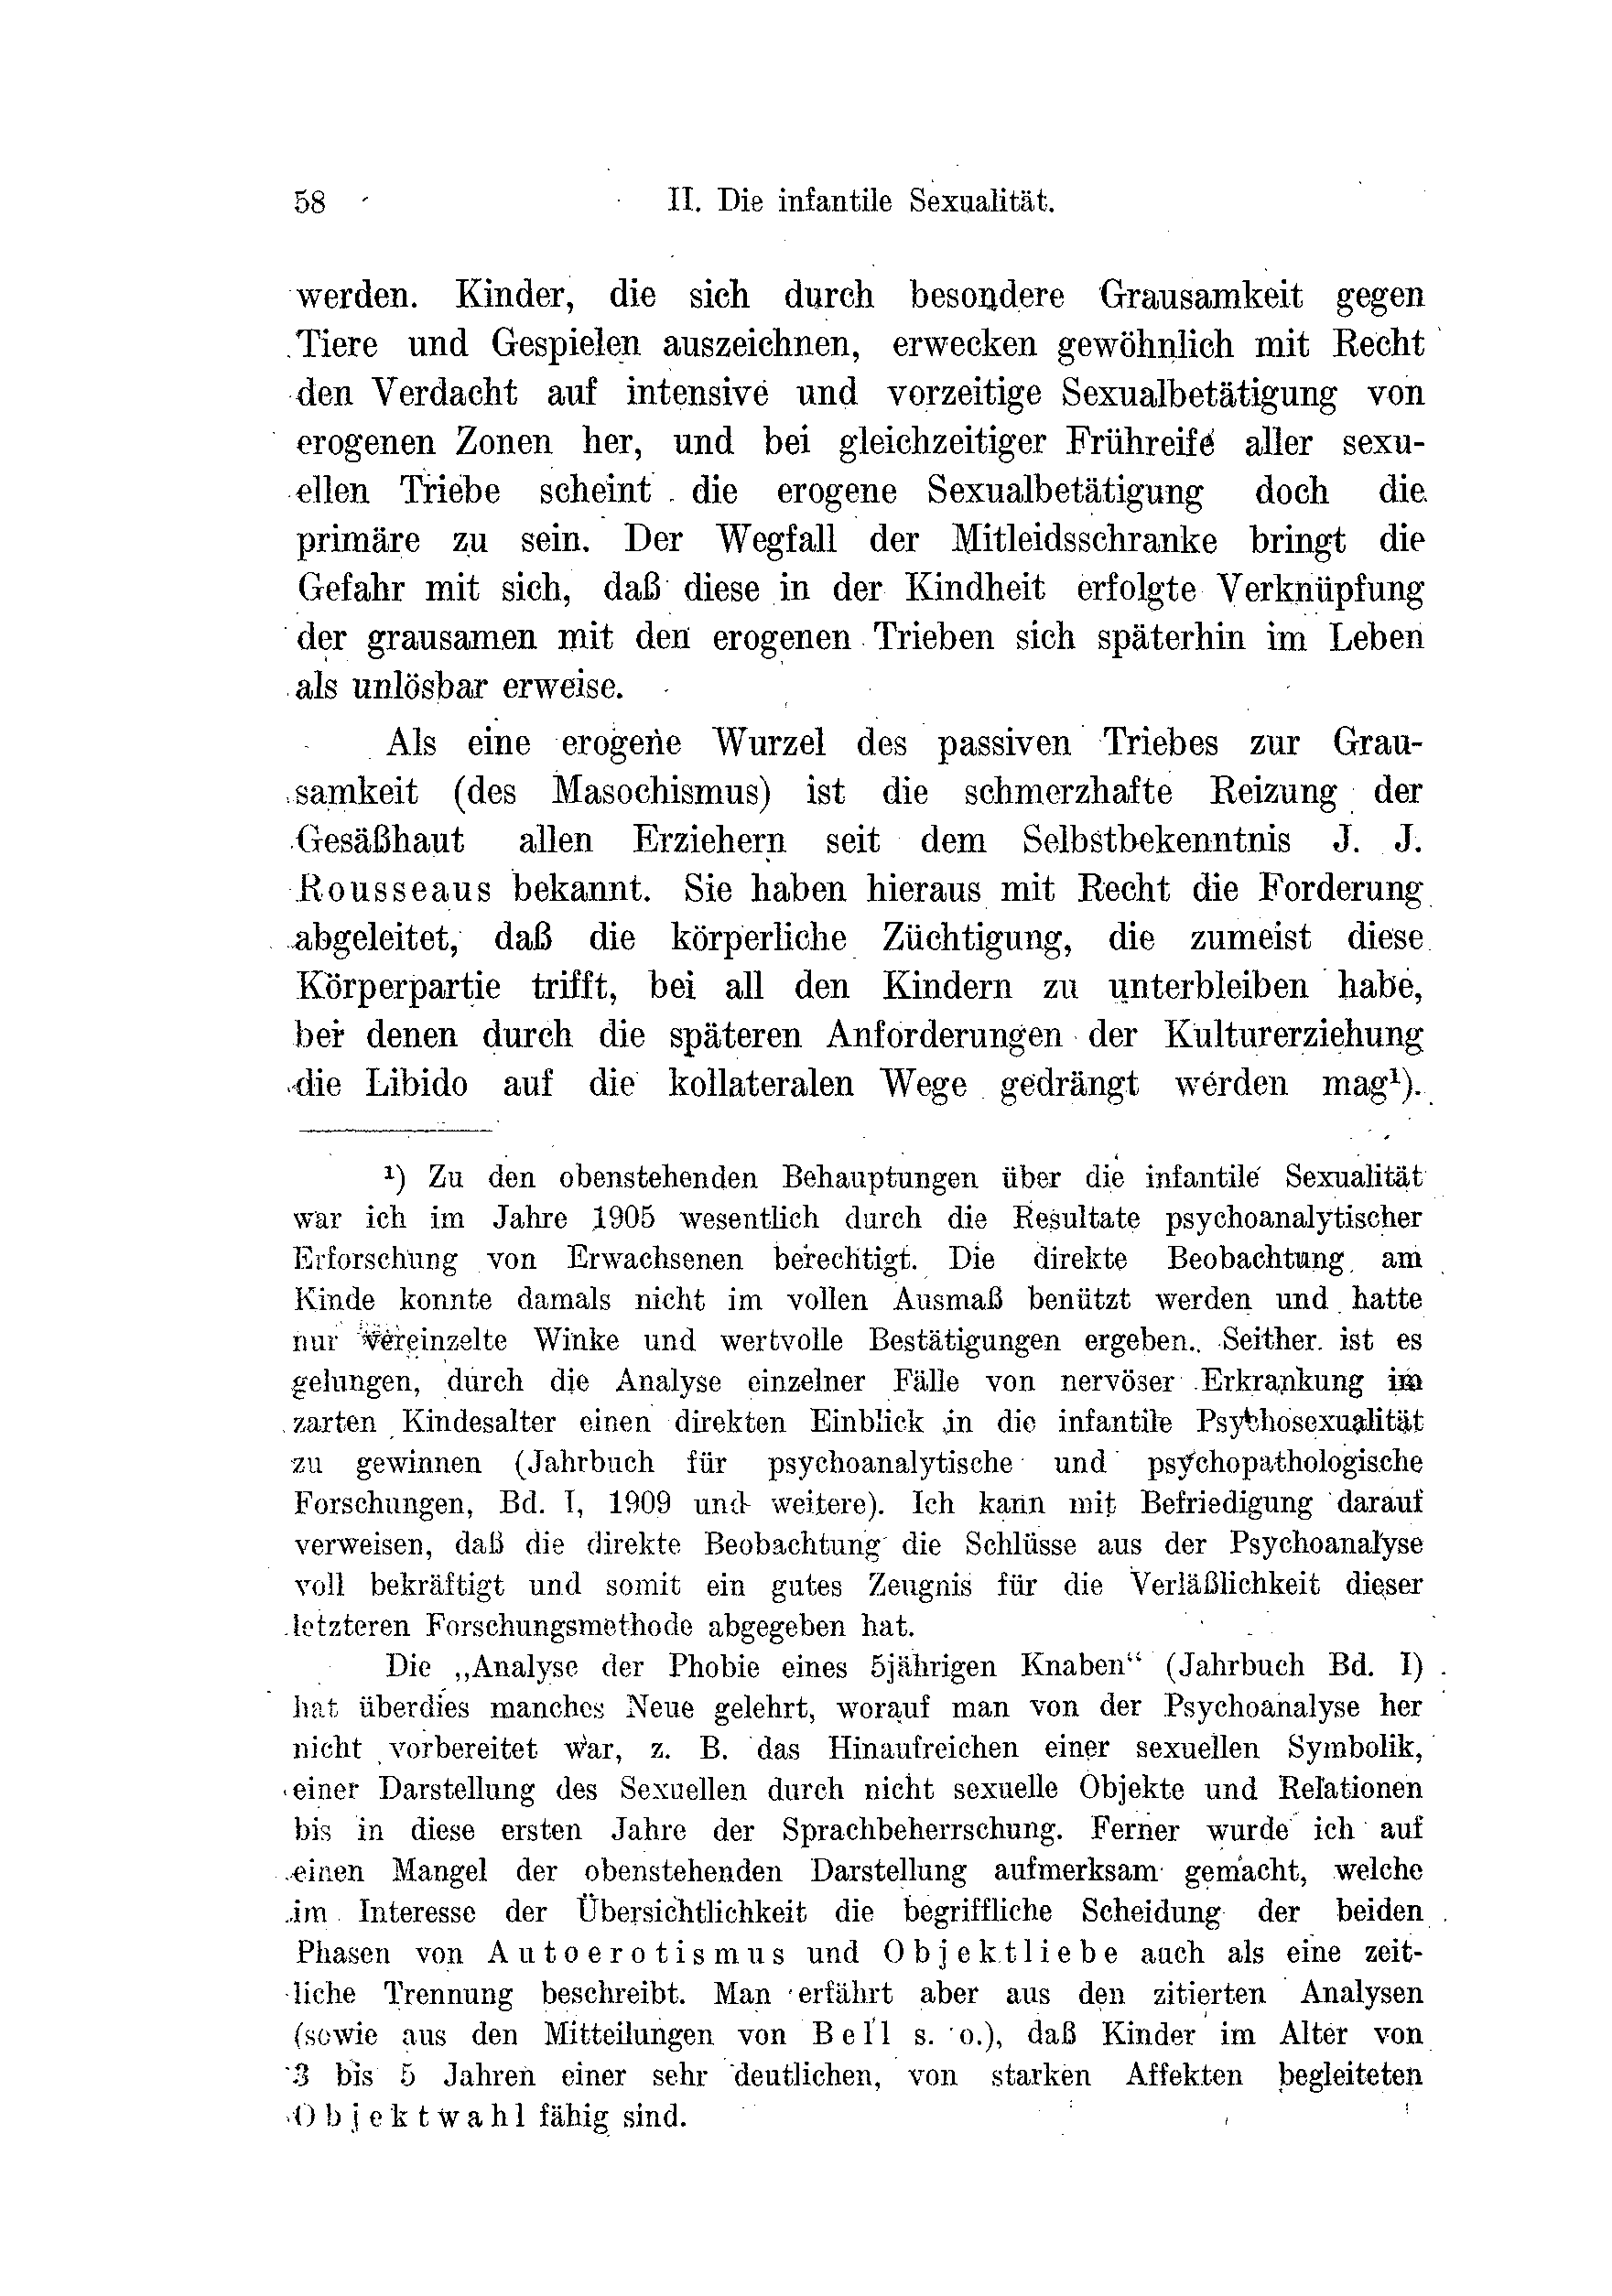 58
II. Die infantile Sexualität.
werden. Kinder, die sich durch besondere Grausamkeit gegen
Tiere und Gespielen auszeichnen, erwecken gewöhnlich mit Recht
den Verdacht auf intensive und vorzeitige Sexualbetätigung von
erogenen Zonen her, und bei gleichzeitiger Frühreife aller sexu-
ellen Triebe scheint die erogene Sexualbetätigung doch die
primäre zu sein. Der Wegfall der Mitleidsschranke bringt die
Gefahr mit sich, daß diese in der Kindheit erfolgte Verknüpfung
der grausamen mit den erogenen Trieben sich späterhin im Leben
als unlösbar erweise.
Als eine erogene Wurzel des passiven Triebes zur Grau-
samkeit (des Masochismus) ist die schmerzhafte Reizung der
Gesäßhaut allen Erziehern seit dem Selbstbekenntnis J. J.
Rousseaus bekannt. Sie haben hieraus mit Recht die Forderung
abgeleitet, daß die körperliche Züchtigung, die zumeist diese
Körperpartie trifft, bei all den Kindern zu unterbleiben habe,
bei denen durch die späteren Anforderungen der Kulturerziehung
die Libido auf die kollateralen Wege gedrängt werden mag¹).
¹) Zu den obenstehenden Behauptungen über die infantile Sexualität
war ich im Jahre 1905 wesentlich durch die Resultate psychoanalytischer
Erforschung von Erwachsenen berechtigt. Die direkte Beobachtung am
Kinde konnte damals nicht im vollen Ausmaß benützt werden und hatte
nur vereinzelte Winke und wertvolle Bestätigungen ergeben. Seither ist es
gelungen, durch die Analyse einzelner Fälle von nervöser Erkrankung im
zarten Kindesalter einen direkten Einblick in die infantile Psychosexualität
zu gewinnen (Jahrbuch für psychoanalytische und psychopathologische
Forschungen, Bd. I, 1909 und weitere). Ich kann mit Befriedigung darauf
verweisen, daß die direkte Beobachtung die Schlüsse aus der Psychoanalyse
voll bekräftigt und somit ein gutes Zeugnis für die Verläßlichkeit dieser
letzteren Forschungsmethode abgegeben hat.
Die „Analyse der Phobie eines 5jährigen Knaben“ (Jahrbuch Bd. I)
hat überdies manches Neue gelehrt, worauf man von der Psychoanalyse her
nicht vorbereitet war, z. B. das Hinaufreichen einer sexuellen Symbolik,
einer Darstellung des Sexuellen durch nicht sexuelle Objekte und Relationen
bis in diese ersten Jahre der Sprachbeherrschung. Ferner wurde ich auf
einen Mangel der obenstehenden Darstellung aufmerksam gemacht, welche
im Interesse der Übersichtlichkeit die begriffliche Scheidung der beiden
Phasen von Autoerotismus und Objektliebe auch als eine zeit-
liche Trennung beschreibt. Man erfährt aber aus den zitierten Analysen
(sowie aus den Mitteilungen von Bell s. o.), daß Kinder im Alter von
3 bis 5 Jahren einer sehr deutlichen, von starken Affekten begleiteten
Objektwahl fähig sind.